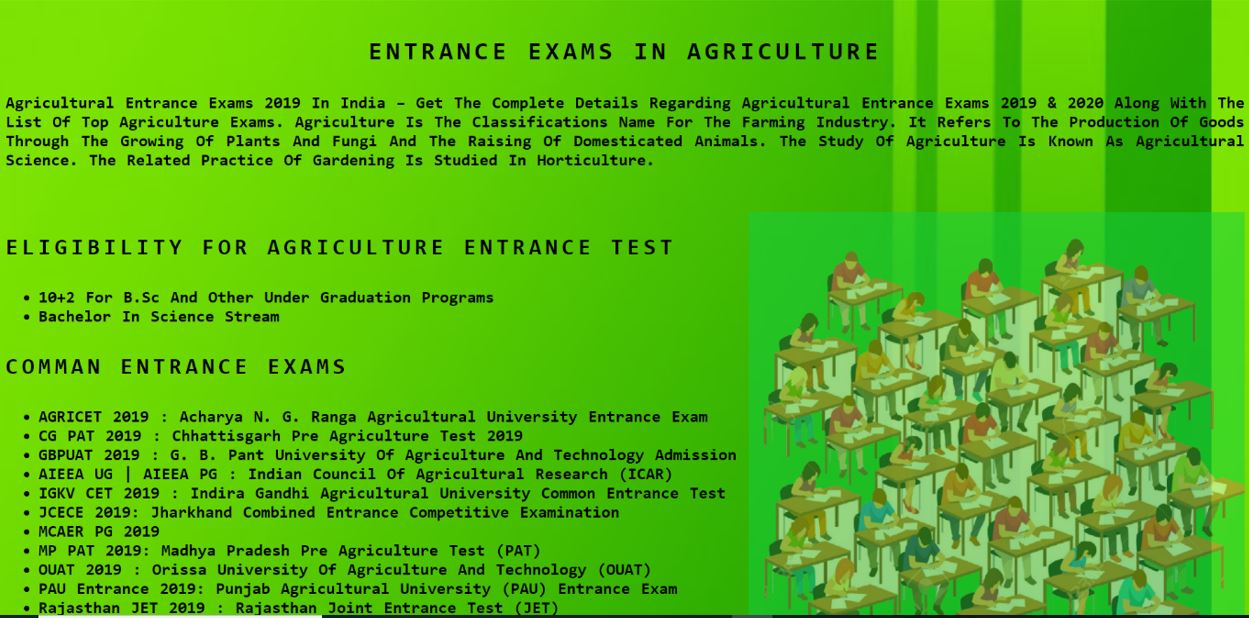 ENTRANCE EXAMS IN AGRICULTURE
Agricultural Entrance Exams 2019 In India – Get The Complete Details Regarding Agricultural Entrance Exams 2019 & 2020 Along With The
List Of Top Agriculture Exams. Agriculture Is The Classifications Name For The Farming Industry. It Refers To The Production Of Goods
Through The Growing Of Plants And Fungi And The Raising Of Domesticated Animals. The Study Of Agriculture Is Known As Agricultural
Science. The Related Practice Of Gardening Is Studied In Horticulture.
ELIGIBILITY FOR AGRICULTURE ENTRANCE TEST
• 10+2 For B.Sc And Other Under Graduation Programs
• Bachelor In Science Stream
COMMAN ENTRANCE EXAMS
• AGRICET 2019 : Acharya N. G. Ranga Agricultural University Entrance Exam
• CG PAT 2019 : Chhattisgarh Pre Agriculture Test 2019
• GBPUAT 2019 : G. B. Pant University Of Agriculture And Technology Admission
• AIEEA UG | AIEEA PG : Indian Council Of Agricultural Research (ICAR)
• IGKV CET 2019 : Indira Gandhi Agricultural University Common Entrance Test
• JCECE 2019: Jharkhand Combined Entrance Competitive Examination
• MCAER PG 2019
• MP PAT 2019: Madhya Pradesh Pre Agriculture Test (PAT)
• OUAT 2019 : Orissa University Of Agriculture And Technology (OUAT)
• PAU Entrance 2019: Punjab Agricultural University (PAU) Entrance Exam
• Rajasthan JET 2019 : Rajasthan Joint Entrance Test (JET)